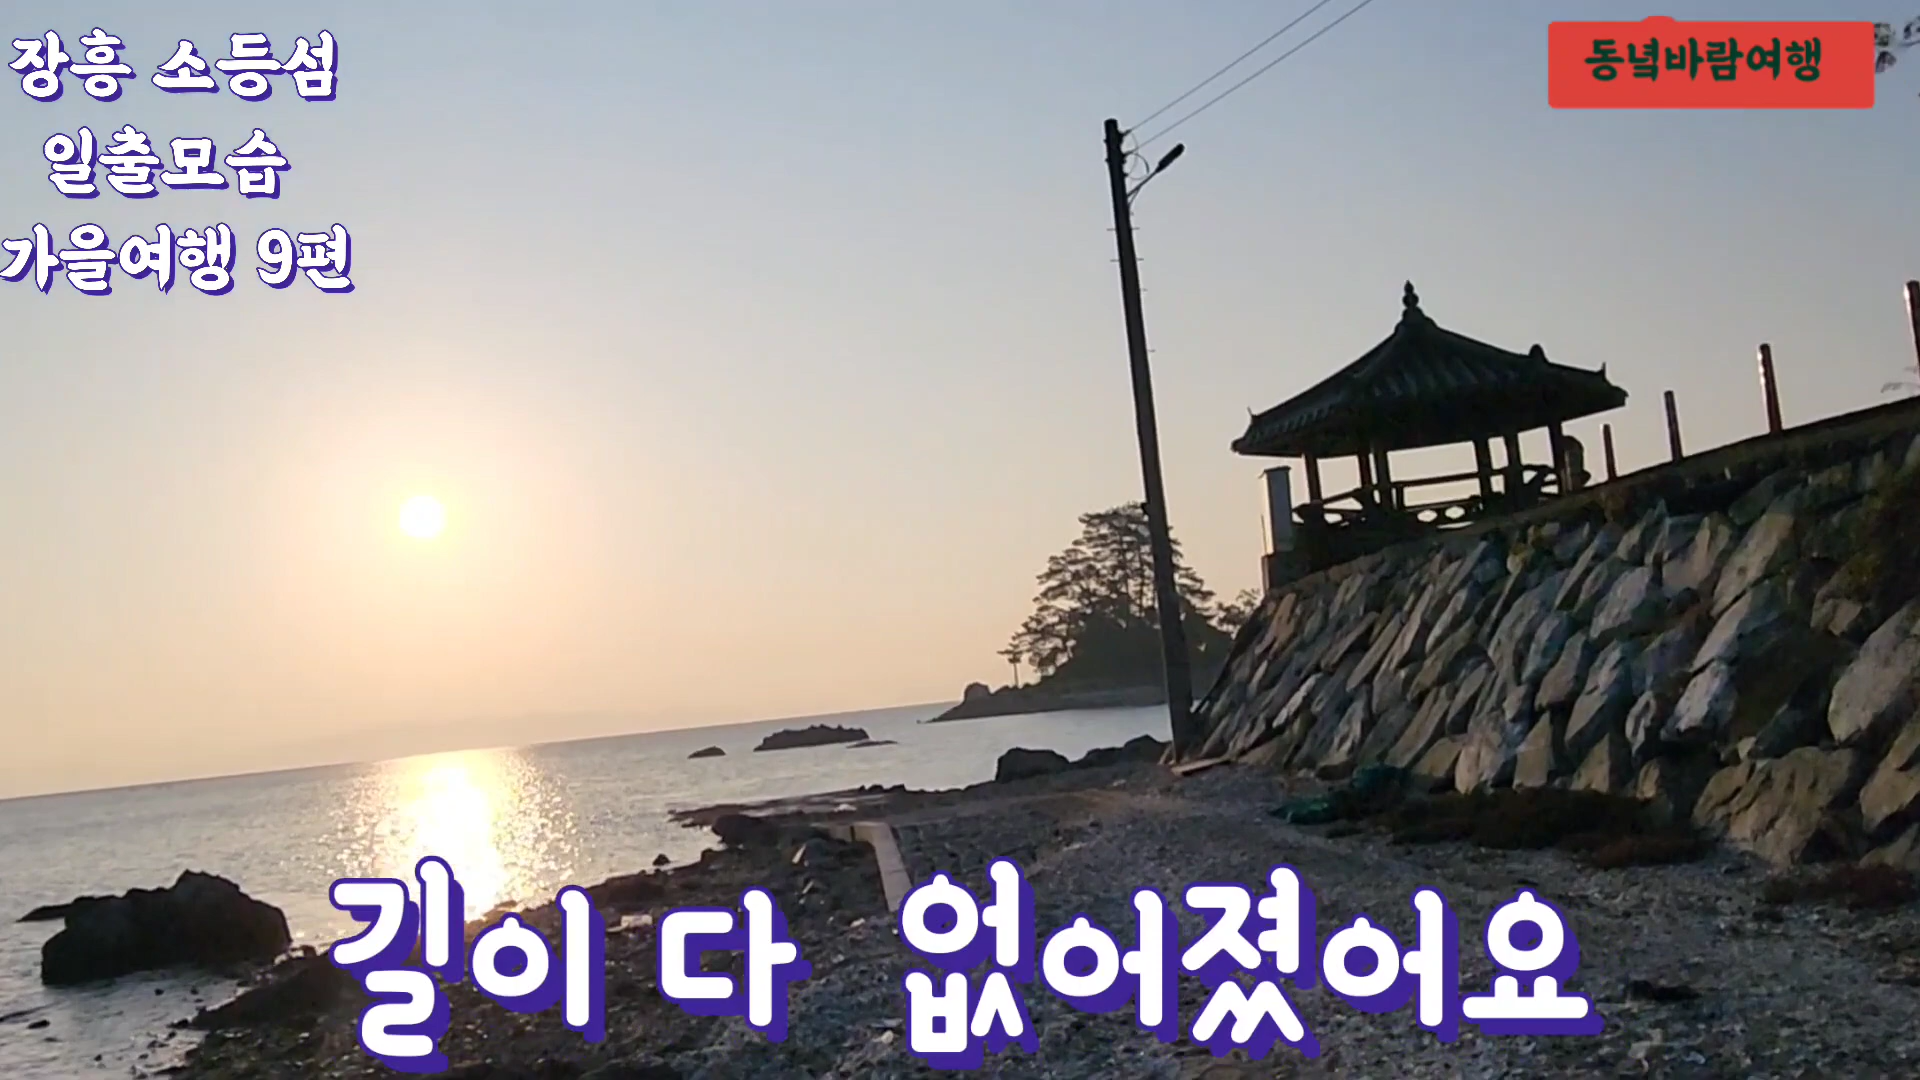 장흥 소등섬
일출모습
가을여행 9편
동녘바람여행
길이 다 없어졌어요